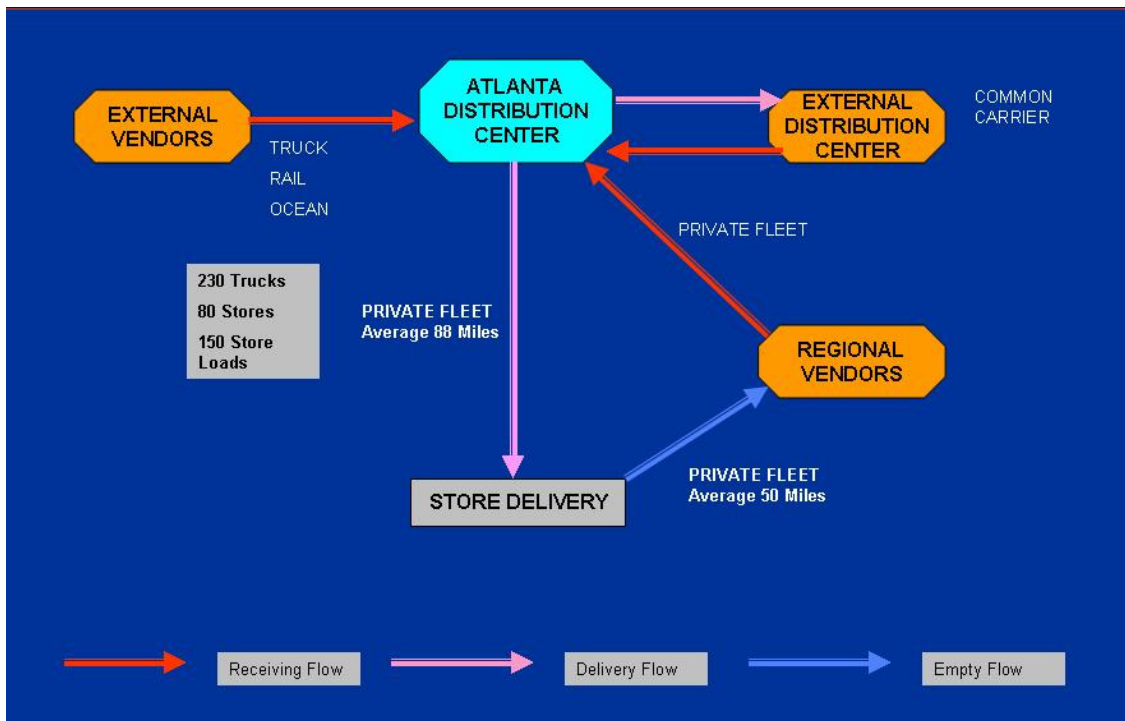 EXTERNAL
VENDORS
ATLANTA
DISTRIBUTION
CENTER
EXTERNAL
DISTRIBUTION
CENTER
COMMON
CARRIER
TRUCK
RAIL
OCEAN
PRIVATE FLEET
230 Trucks
80 Stores
150 Store
Loads
PRIVATE FLEET
Average 88 Miles
REGIONAL
VENDORS
STORE DELIVERY
PRIVATE FLEET
Average 50 Miles
Receiving Flow
Delivery Flow
Empty Flow